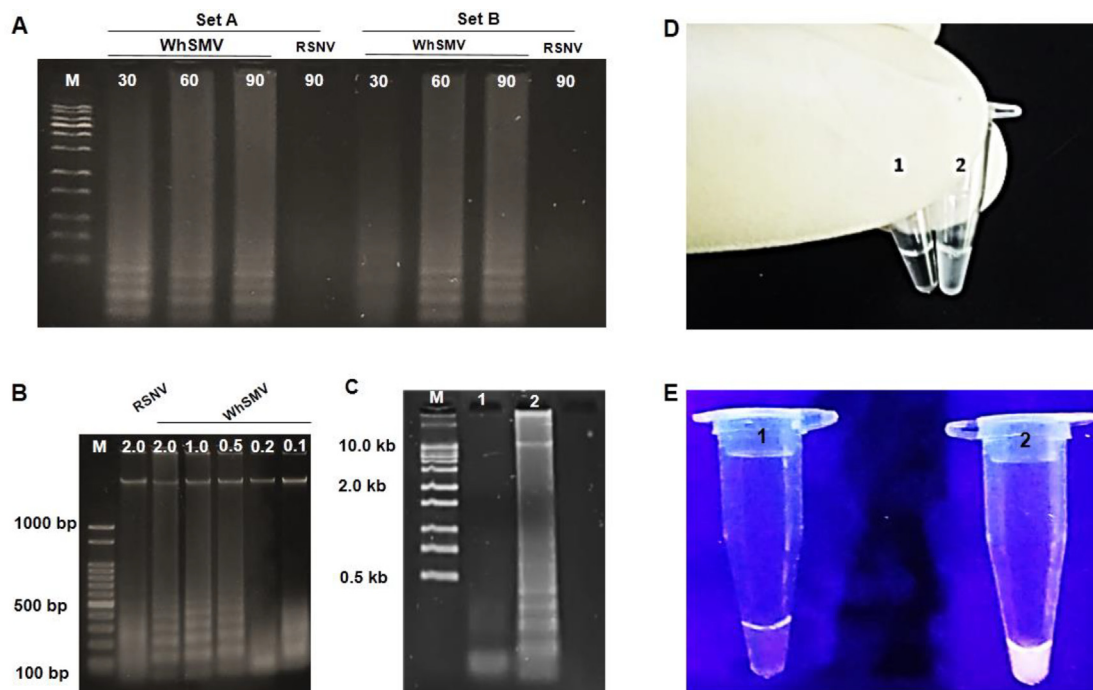 A
Set A Set B
WhSMV RSNV WhSMV RSNV
M 30 60 90 90 30 60 90 90
D
1 2
B
RSNV WhSMV
M 2.0 2.0 1.0 0.5 0.2 0.1
1000 bp
500 bp
100 bp
C
M 1 2
10.0 kb
2.0 kb
0.5 kb
E
1 2